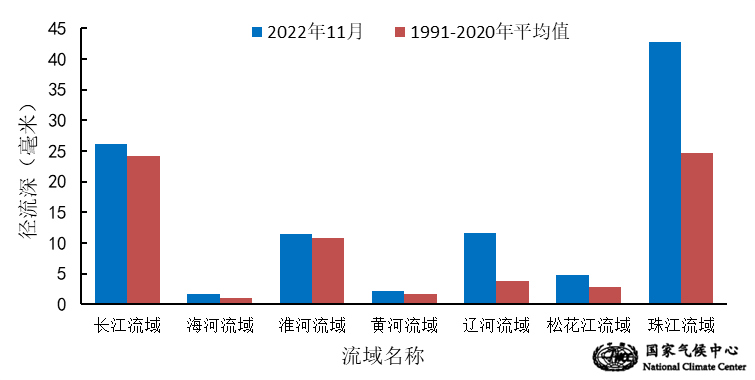 2022年11月 1991-2020年平均值
45
40
35
30
25
20
15
10
5
0
径流深（毫米）
长江流域 海河流域 淮河流域 黄河流域 辽河流域 松花江流域 珠江流域
流域名称
国家气候中心
National Climate Center